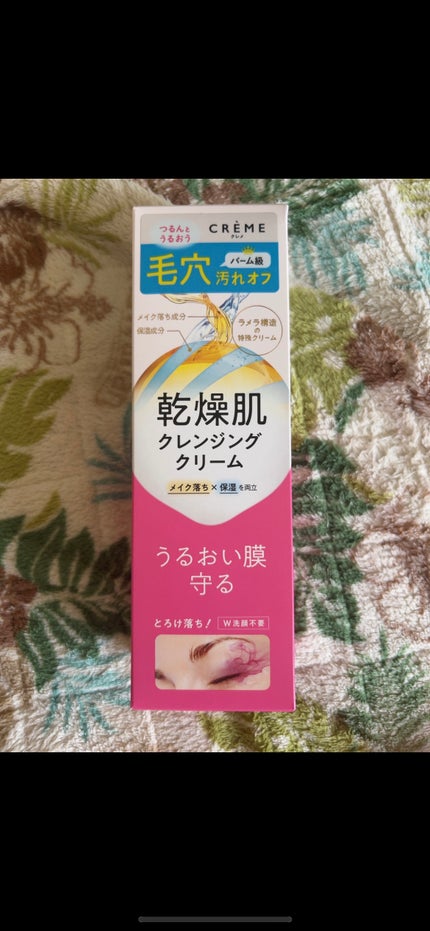 つるんと
うるおう
CRÈME
クレメ
毛穴
バーム級
汚れオフ
メイク落ち成分
保湿成分
ラメラ構造
の
特殊クリーム
乾燥肌
クレンジング
クリーム
メイク落ち×保湿を両立
うるおい膜
守る
とろけ落ち!
W洗顔不要